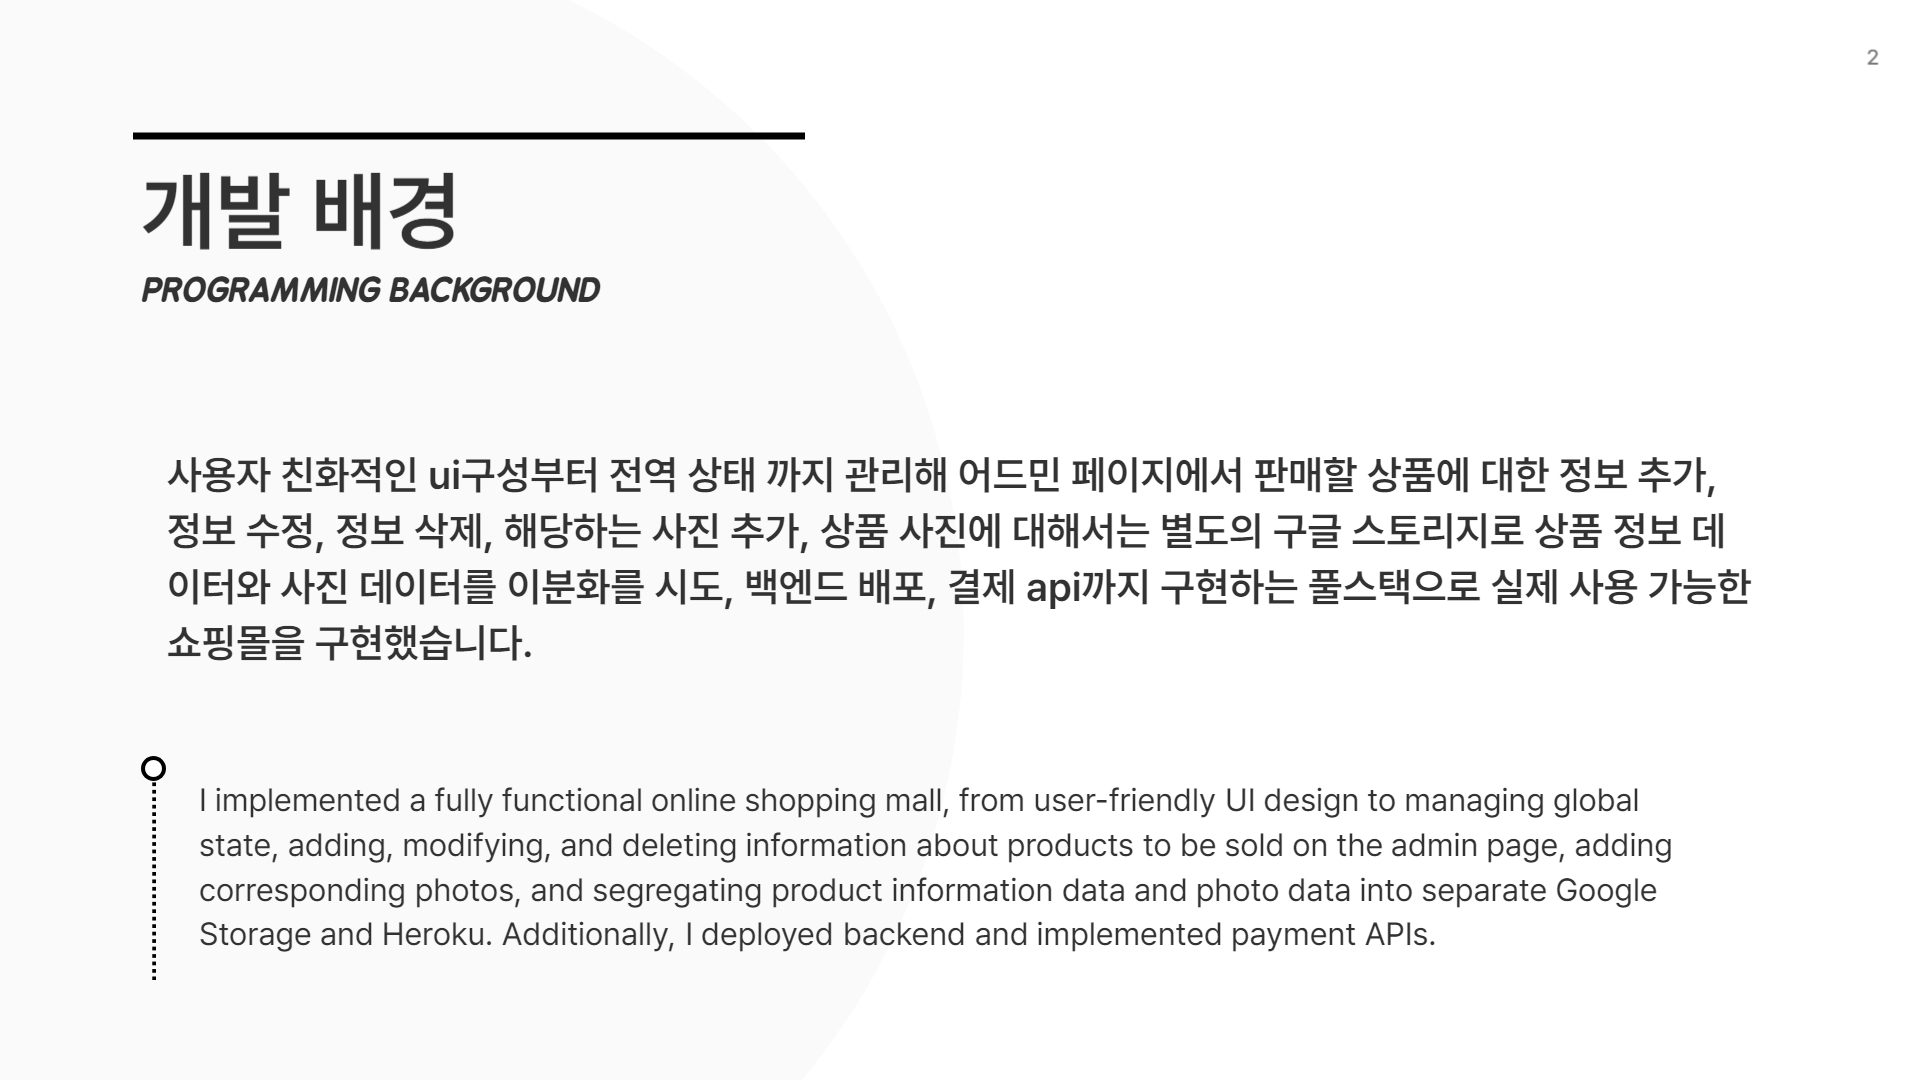 2
개발 배경
PROGRAMMING BACKGROUND
사용자 친화적인 ui구성부터 전역 상태 까지 관리해 어드민 페이지에서 판매할 상품에 대한 정보 추가,
정보 수정, 정보 삭제, 해당하는 사진 추가, 상품 사진에 대해서는 별도의 구글 스토리지로 상품 정보 데
이터와 사진 데이터를 이분화를 시도, 백엔드 배포, 결제 api까지 구현하는 풀스택으로 실제 사용 가능한
쇼핑몰을 구현했습니다.
I implemented a fully functional online shopping mall, from user-friendly UI design to managing global
state, adding, modifying, and deleting information about products to be sold on the admin page, adding
corresponding photos, and segregating product information data and photo data into separate Google
Storage and Heroku. Additionally, I deployed backend and implemented payment APIs.